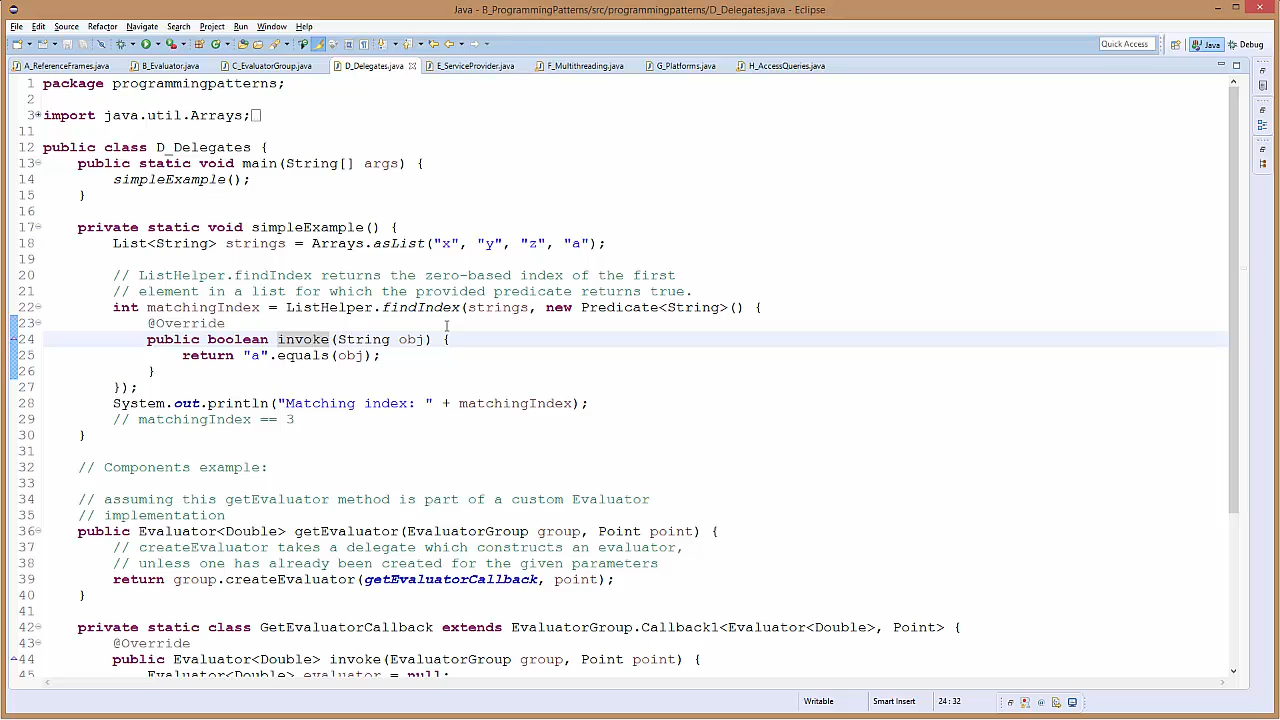 Java - B_ProgrammingPatterns/src/programmingpatterns/D_Delegates.java - Eclipse
File Edit Source Refactor Navigate Search Project Run Window Help
Quick Access Java Debug
A_ReferenceFrames.java B_Evaluator.java C_EvaluatorGroup.java D_Delegates.java E_ServiceProvider.java F_Multithreading.java G_Platforms.java H_AccessQueries.java
1 package programmingpatterns;
2
3 import java.util.Arrays;
11
12 public class D_Delegates {
13 public static void main(String[] args) {
14 simpleExample();
15 }
16
17 private static void simpleExample() {
18 List<String> strings = Arrays.asList("x", "y", "z", "a");
19
20 // ListHelper.findIndex returns the zero-based index of the first
21 // element in a list for which the provided predicate returns true.
22 int matchingIndex = ListHelper.findIndex(strings, new Predicate<String>() {
23 @Override
24 public boolean invoke(String obj) {
25 return "a".equals(obj);
26 }
27 });
28 System.out.println("Matching index: " + matchingIndex);
29 // matchingIndex == 3
30 }
31
32 // Components example:
33
34 // assuming this getEvaluator method is part of a custom Evaluator
35 // implementation
36 public Evaluator<Double> getEvaluator(EvaluatorGroup group, Point point) {
37 // createEvaluator takes a delegate which constructs an evaluator,
38 // unless one has already been created for the given parameters
39 return group.createEvaluator(getEvaluatorCallback, point);
40 }
41
42 private static class GetEvaluatorCallback extends EvaluatorGroup.Callback1<Evaluator<Double>, Point> {
43 @Override
44 public Evaluator<Double> invoke(EvaluatorGroup group, Point point) {
45 Evaluator<Double> evaluator = null;
Writable Smart Insert 24 : 32